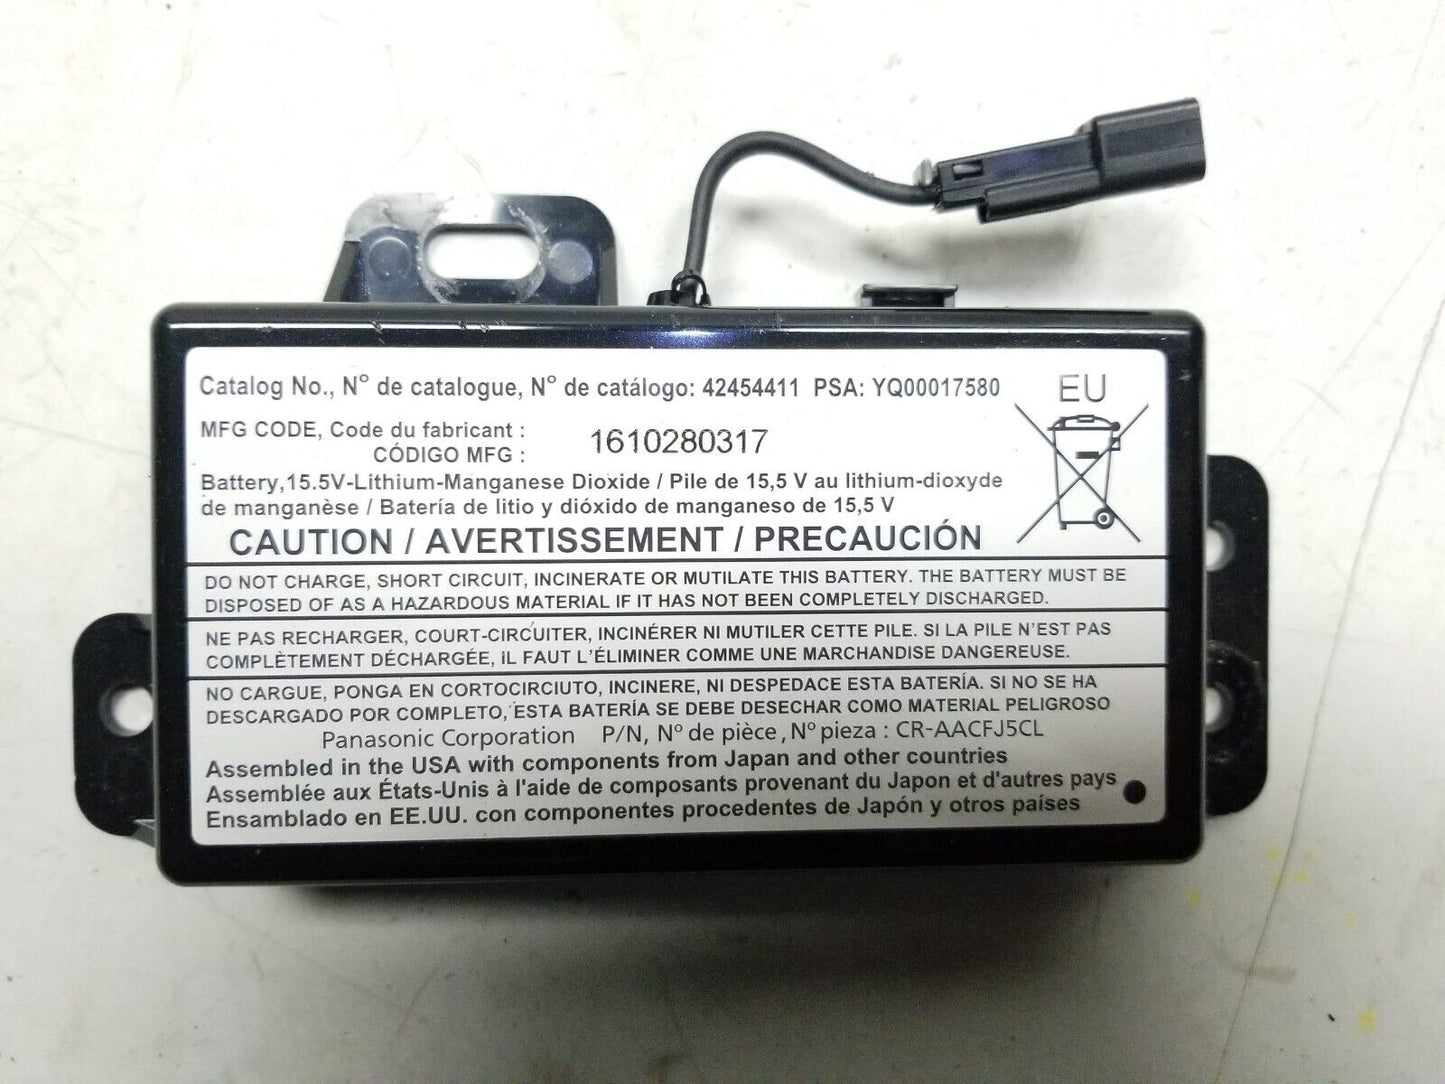 Catalog No., N° de catalogue, N° de catálogo: 42454411 PSA: YQ00017580
EU
MFG CODE, Code du fabricant :
CÓDIGO MFG :
1610280317
Battery,15.5V-Lithium-Manganese Dioxide / Pile de 15,5 V au lithium-dioxyde
de manganèse / Batería de litio y dióxido de manganeso de 15,5 V
CAUTION / AVERTISSEMENT / PRECAUCIÓN
DO NOT CHARGE, SHORT CIRCUIT, INCINERATE OR MUTILATE THIS BATTERY. THE BATTERY MUST BE
DISPOSED OF AS A HAZARDOUS MATERIAL IF IT HAS NOT BEEN COMPLETELY DISCHARGED.
NE PAS RECHARGER, COURT-CIRCUITER, INCINÉRER NI MUTILER CETTE PILE. SI LA PILE N'EST PAS
COMPLÈTEMENT DÉCHARGÉE, IL FAUT L'ÉLIMINER COMME UNE MARCHANDISE DANGEREUSE.
NO CARGUE, PONGA EN CORTOCIRCIUTO, INCINERE, NI DESPEDACE ESTA BATERÍA. SI NO SE HA
DESCARGADO POR COMPLETO, ESTA BATERÍA SE DEBE DESECHAR COMO MATERIAL PELIGROSO
Panasonic Corporation P/N, N° de pièce, N° pieza : CR-AACFJ5CL
Assembled in the USA with components from Japan and other countries
Assemblée aux États-Unis à l'aide de composants provenant du Japon et d'autres pays
Ensamblado en EE.UU. con componentes procedentes de Japón y otros países